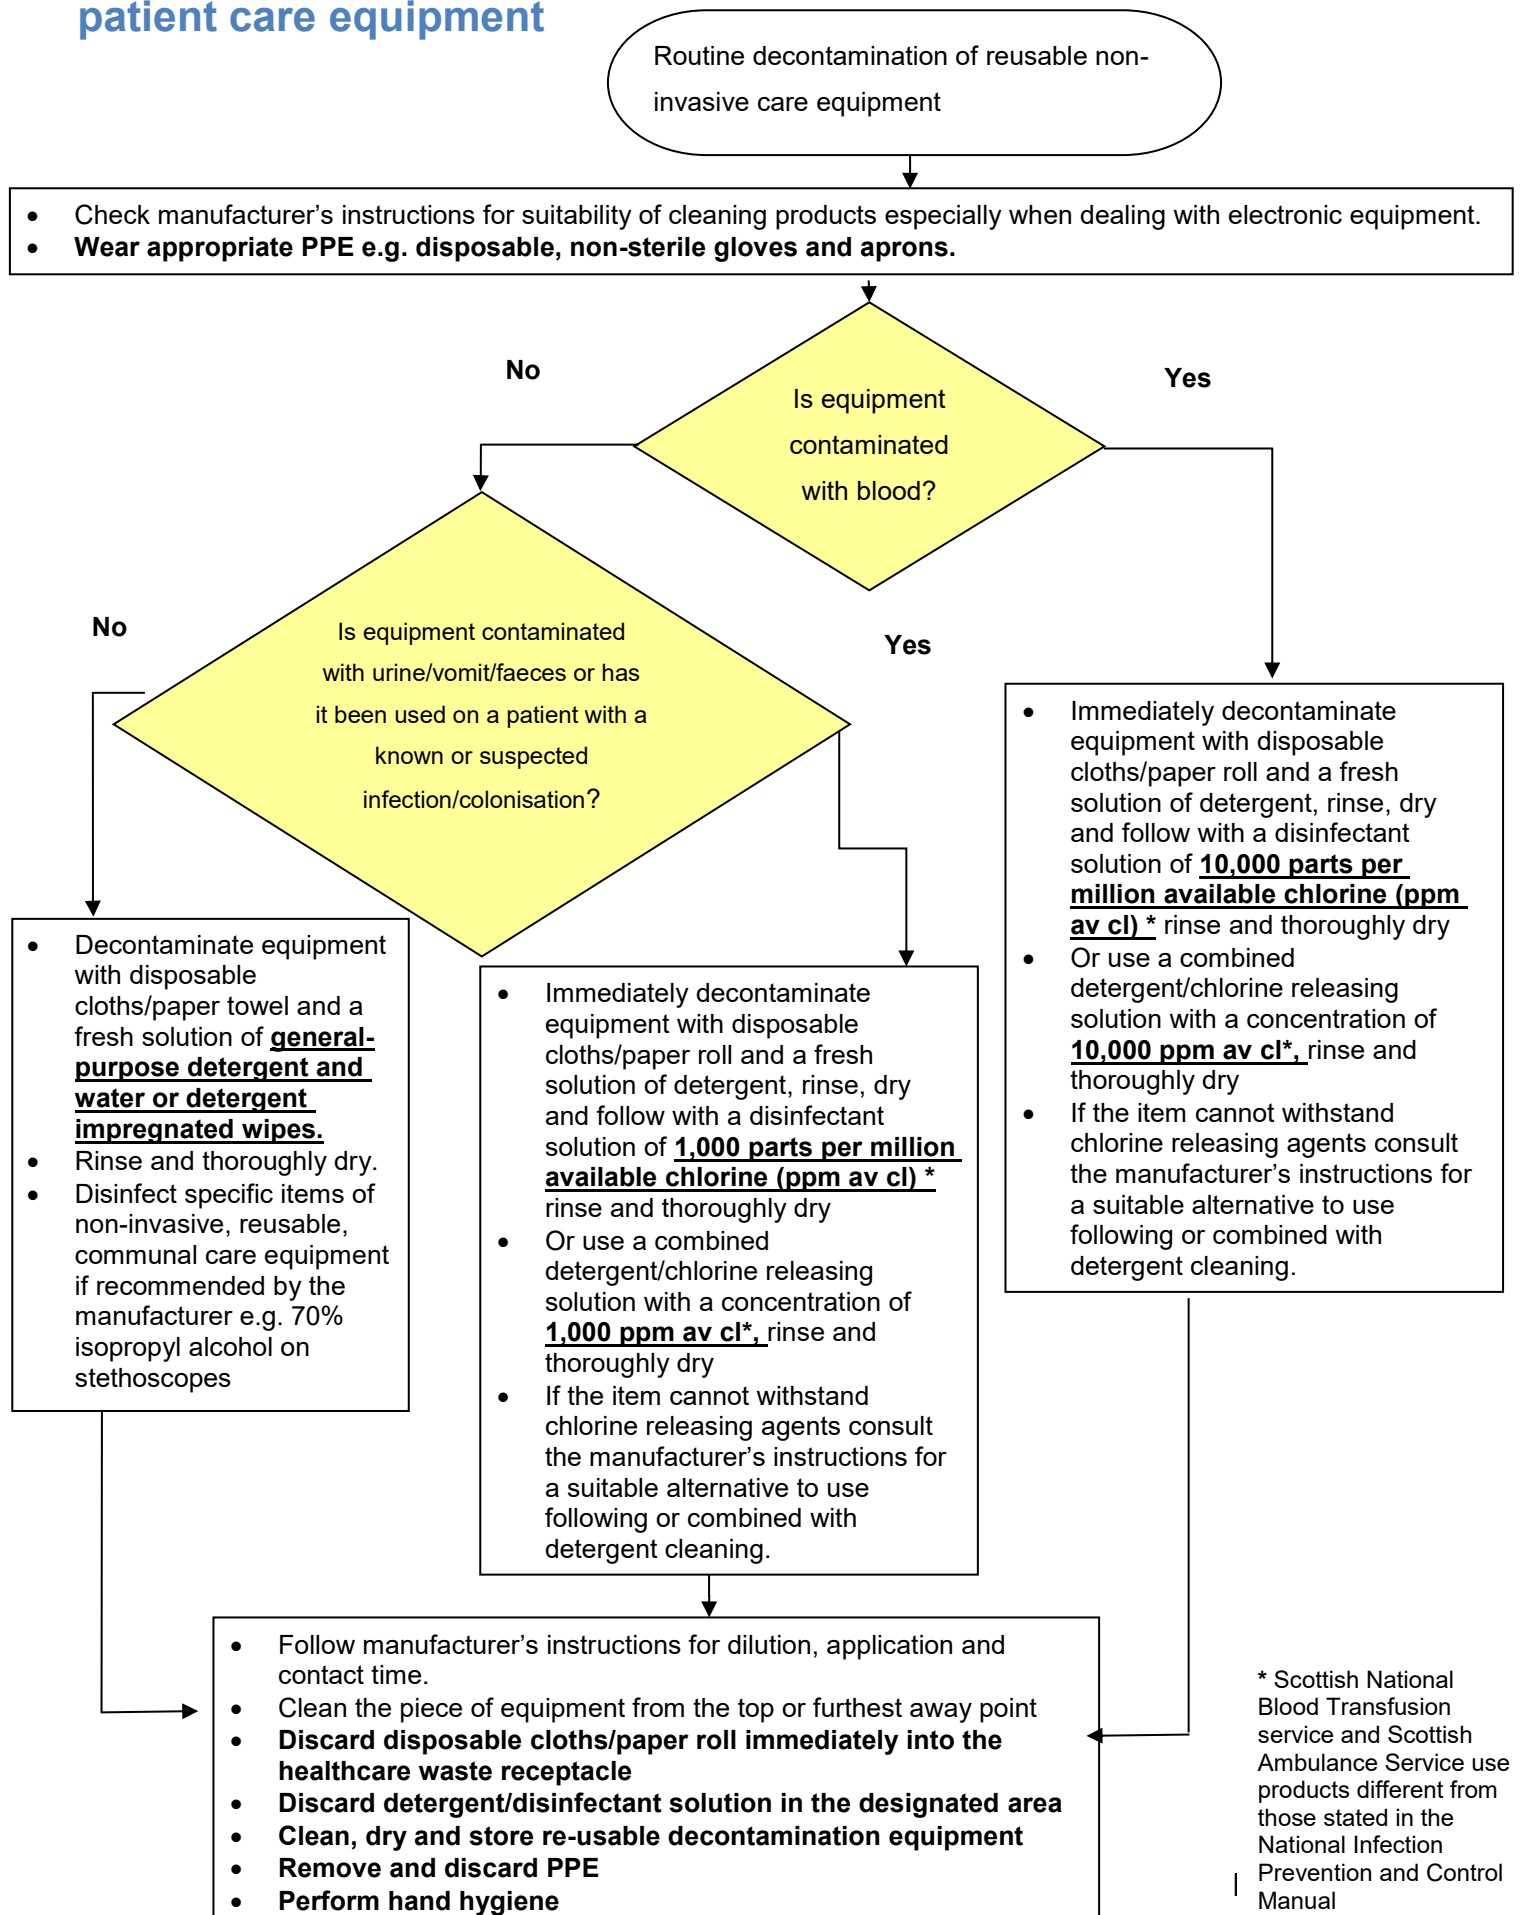 patient care equipment
Routine decontamination of reusable non-
invasive care equipment
• Check manufacturer’s instructions for suitability of cleaning products especially when dealing with electronic equipment.
• Wear appropriate PPE e.g. disposable, non-sterile gloves and aprons.
No
Yes
Is equipment
contaminated
with blood?
No
Yes
Is equipment contaminated
with urine/vomit/faeces or has
it been used on a patient with a
known or suspected
infection/colonisation?
• Decontaminate equipment
with disposable
cloths/paper towel and a
fresh solution of general-
purpose detergent and
water or detergent
impregnated wipes.
• Rinse and thoroughly dry.
• Disinfect specific items of
non-invasive, reusable,
communal care equipment
if recommended by the
manufacturer e.g. 70%
isopropyl alcohol on
stethoscopes
• Immediately decontaminate
equipment with disposable
cloths/paper roll and a fresh
solution of detergent, rinse, dry
and follow with a disinfectant
solution of 1,000 parts per million
available chlorine (ppm av cl) *
rinse and thoroughly dry
• Or use a combined
detergent/chlorine releasing
solution with a concentration of
1,000 ppm av cl*, rinse and
thoroughly dry
• If the item cannot withstand
chlorine releasing agents consult
the manufacturer’s instructions for
a suitable alternative to use
following or combined with
detergent cleaning.
• Immediately decontaminate
equipment with disposable
cloths/paper roll and a fresh
solution of detergent, rinse, dry
and follow with a disinfectant
solution of 10,000 parts per
million available chlorine (ppm
av cl) * rinse and thoroughly dry
• Or use a combined
detergent/chlorine releasing
solution with a concentration of
10,000 ppm av cl*, rinse and
thoroughly dry
• If the item cannot withstand
chlorine releasing agents consult
the manufacturer’s instructions for
a suitable alternative to use
following or combined with
detergent cleaning.
• Follow manufacturer’s instructions for dilution, application and
contact time.
• Clean the piece of equipment from the top or furthest away point
• Discard disposable cloths/paper roll immediately into the
healthcare waste receptacle
• Discard detergent/disinfectant solution in the designated area
• Clean, dry and store re-usable decontamination equipment
• Remove and discard PPE
• Perform hand hygiene
* Scottish National
Blood Transfusion
service and Scottish
Ambulance Service use
products different from
those stated in the
National Infection
Prevention and Control
Manual